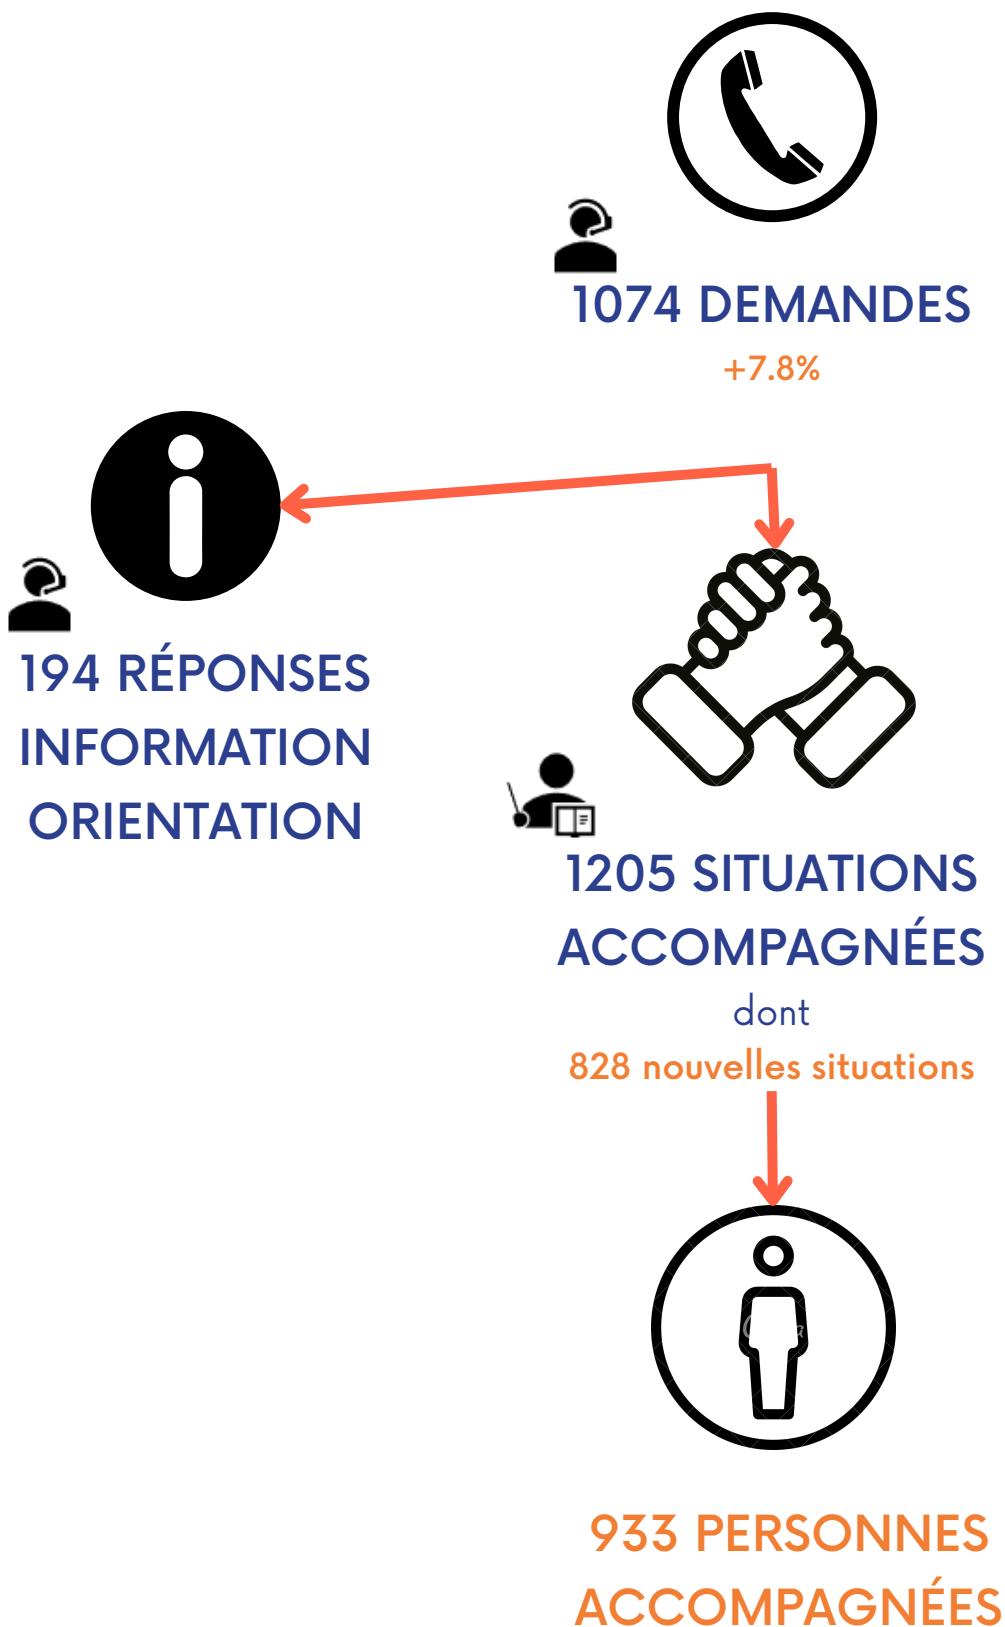 1074 DEMANDES
+7.8%
194 RÉPONSES
INFORMATION
ORIENTATION
1205 SITUATIONS
ACCOMPAGNÉES
dont
828 nouvelles situations
933 PERSONNES
ACCOMPAGNÉES